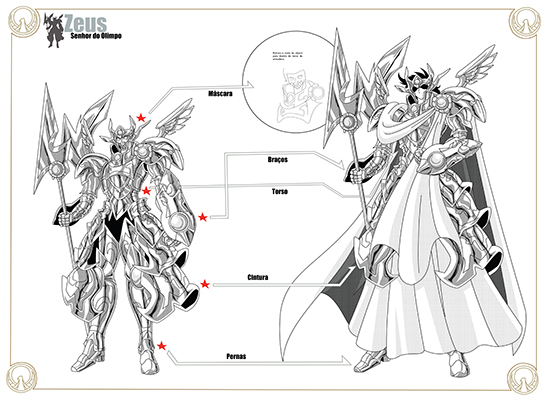 Zeus
Senhor do Olimpo
Máscara
Braços
Torso
Cintura
Pernas